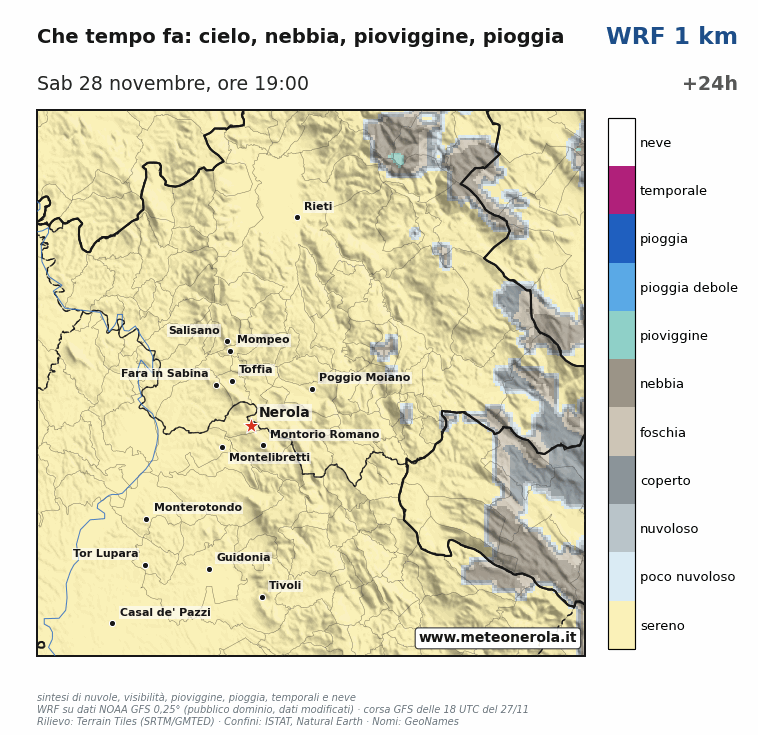 Che tempo fa: cielo, nebbia, pioviggine, pioggia
WRF 1 km
Sab 28 novembre, ore 19:00
+24h
neve
temporale
pioggia
pioggia debole
pioviggine
nebbia
foschia
coperto
nuvoloso
poco nuvoloso
sereno
Rieti
Salisano
Mompeo
Fara in Sabina
Toffia
Poggio Moiano
Nerola
Montorio Romano
Montelibretti
Monterotondo
Tor Lupara
Guidonia
Tivoli
Casal de' Pazzi
www.meteonerola.it
sintesi di nuvole, visibilità, pioviggine, pioggia, temporali e neve
WRF su dati NOAA GFS 0,25° (pubblico dominio, dati modificati) · corsa GFS delle 18 UTC del 27/11
Rilievo: Terrain Tiles (SRTM/GMTED) · Confini: ISTAT, Natural Earth · Nomi: GeoNames